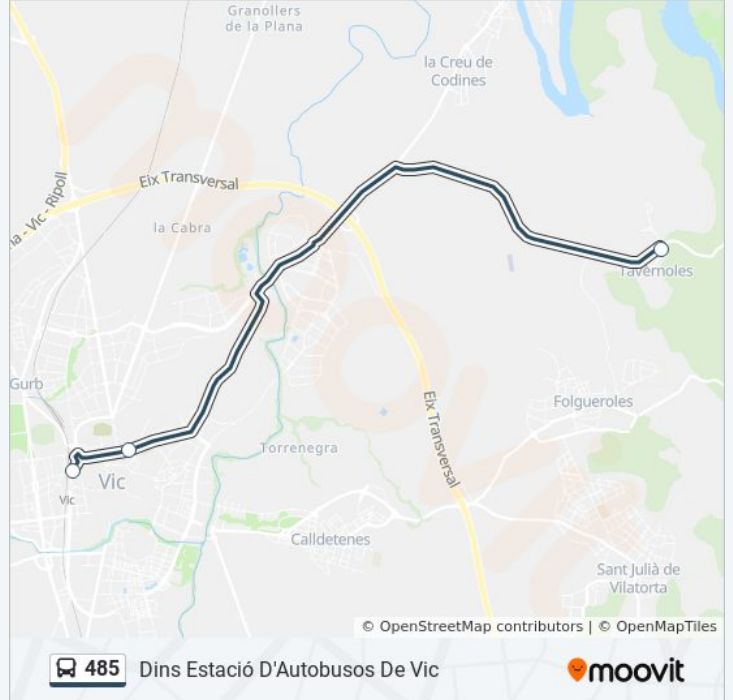 Granollers
de la Plana
la Creu de
Codines
Eix Transversal
na - Vic - Ripoll
la Cabra
Tavèrnoles
Gurb
Eix Transversal
Folgueroles
Torrenegra
Vic
Vic
Calldetenes
Sant Julià de
Vilatorta
© OpenStreetMap contributors | © OpenMapTiles
485 Dins Estació D'Autobusos De Vic
moovit